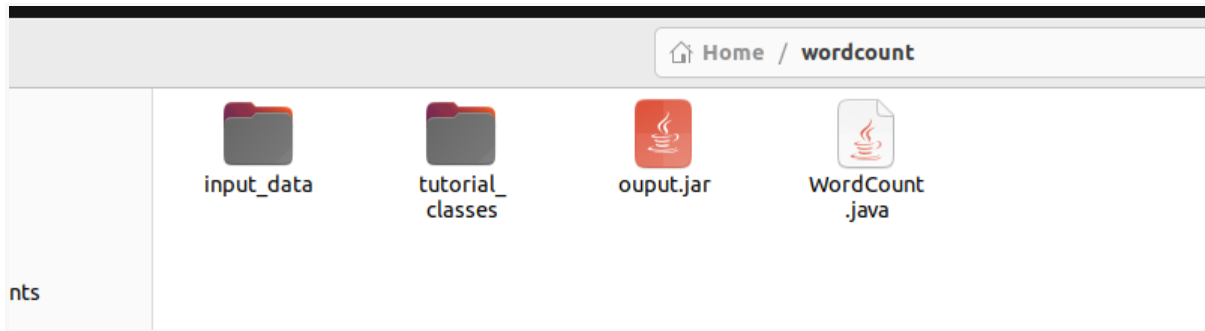 Home / wordcount
input_data
tutorial_
classes
ouput.jar
WordCount
.java
nts